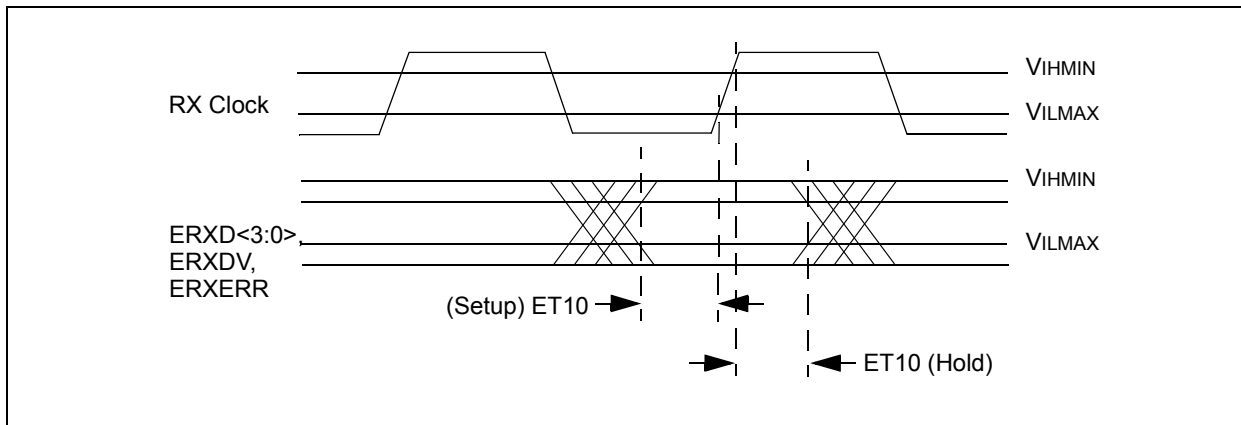 VIHMIN
RX Clock
VILMAX
VIHMIN
ERXD<3:0>,
ERXDV,
ERXERR
VILMAX
(Setup) ET10
ET10 (Hold)